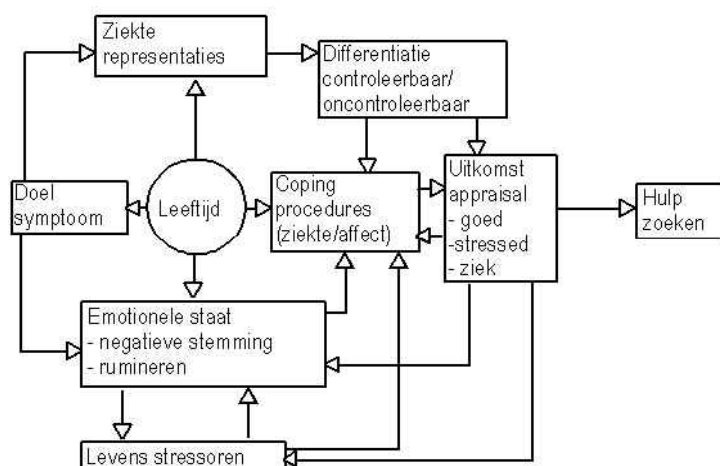 Ziekte
representaties
Differentiatie
controleerbaar/
oncontroleerbaar
Doel
symptoom
Leeftijd
Coping
procedures
(ziekte/affect)
Uitkomst
appraisal
- goed
-stressed
- ziek
Hulp
zoeken
Emotionele staat
- negatieve stemming
- rumineren
Levens stressoren